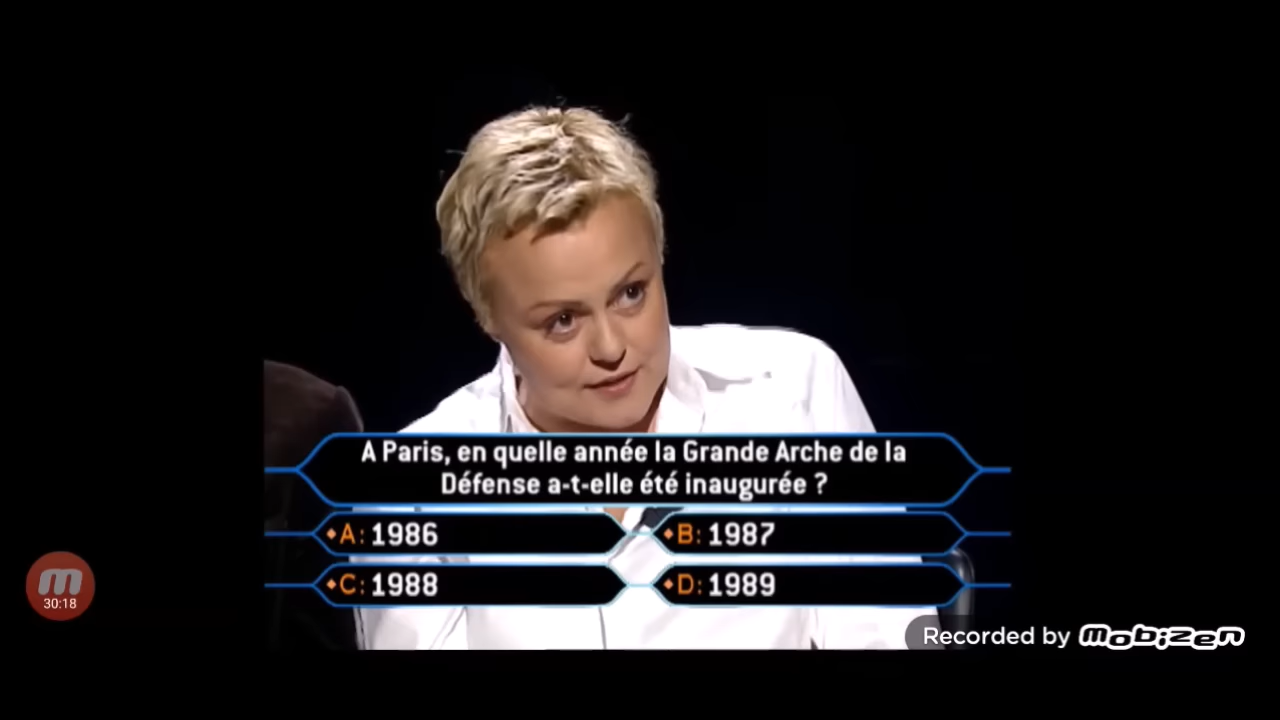 A Paris, en quelle année la Grande Arche de la
Défense a-t-elle été inaugurée ?
A: 1986
B: 1987
C: 1988
D: 1989
30:18
Recorded by mobizen